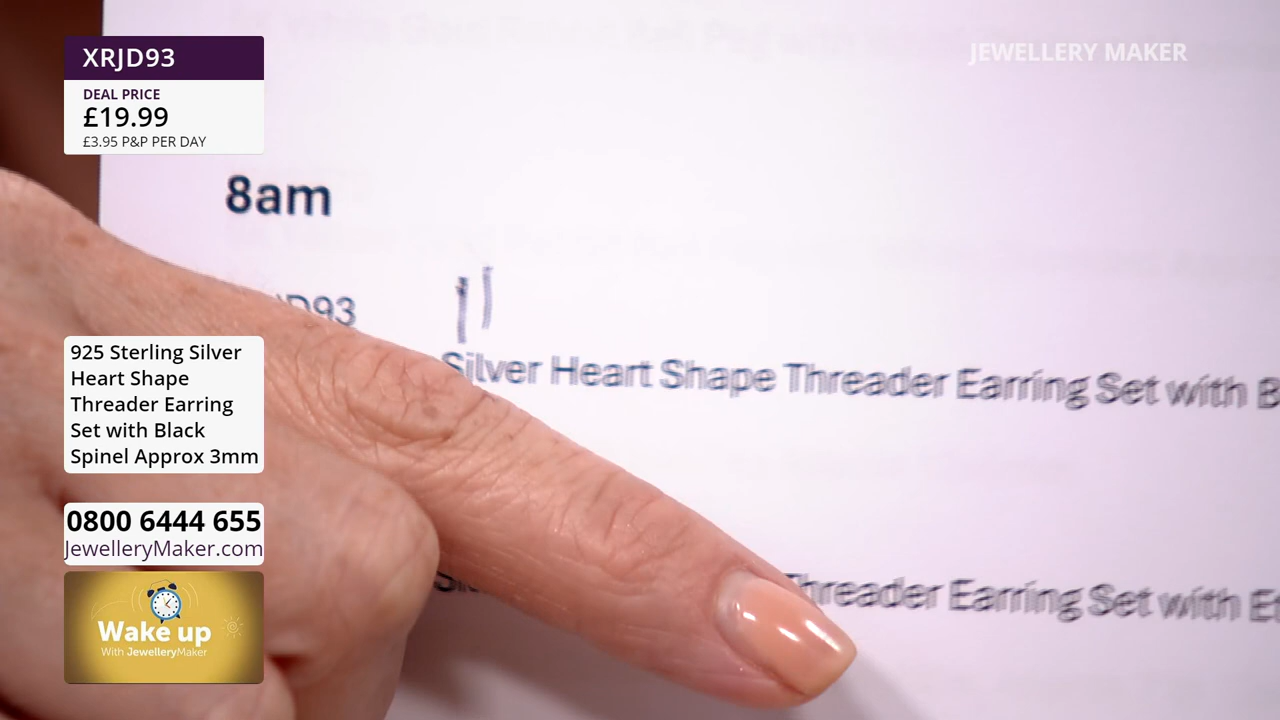 XRJD93
DEAL PRICE
£19.99
£3.95 P&P PER DAY
JEWELLERY MAKER
8am
D93
Silver Heart Shape Threader Earring Set with B
Threader Earring Set with
925 Sterling Silver
Heart Shape
Threader Earring
Set with Black
Spinel Approx 3mm
0800 6444 655
JewelleryMaker.com
Wake up
With JewelleryMaker